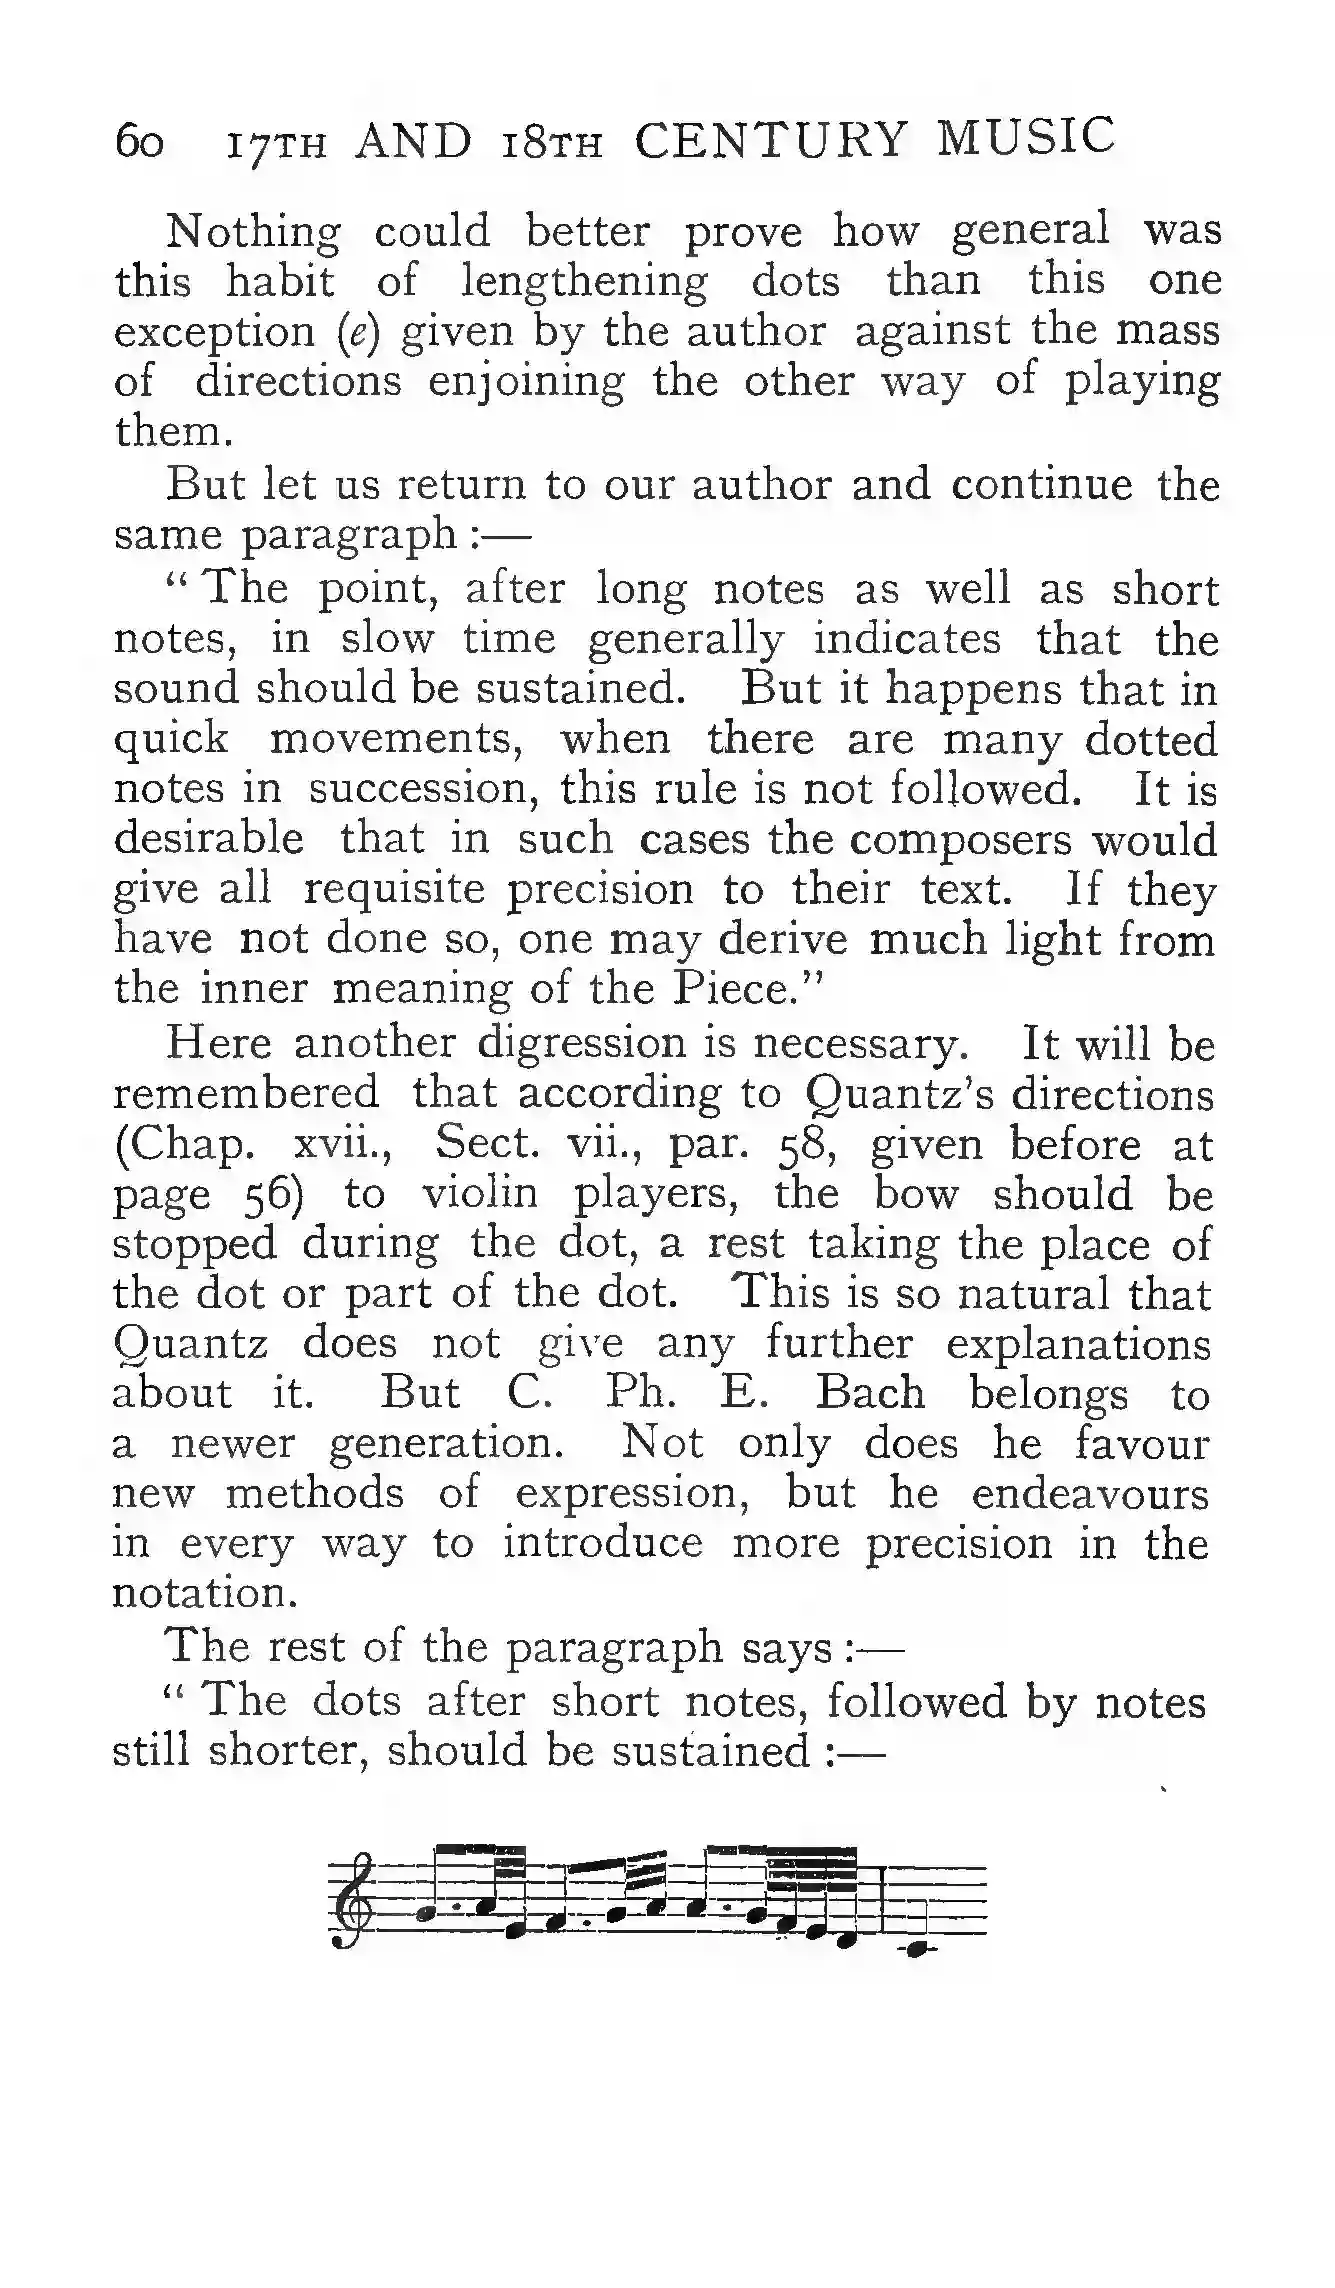 60 17TH AND 18TH CENTURY MUSIC
Nothing could better prove how general was
this habit of lengthening dots than this one
exception (e) given by the author against the mass
of directions enjoining the other way of playing
them.
But let us return to our author and continue the
same paragraph :—
“ The point, after long notes as well as short
notes, in slow time generally indicates that the
sound should be sustained. But it happens that in
quick movements, when there are many dotted
notes in succession, this rule is not followed. It is
desirable that in such cases the composers would
give all requisite precision to their text. If they
have not done so, one may derive much light from
the inner meaning of the Piece.”
Here another digression is necessary. It will be
remembered that according to Quantz’s directions
(Chap. xvii., Sect. vii., par. 58, given before at
page 56) to violin players, the bow should be
stopped during the dot, a rest taking the place of
the dot or part of the dot. This is so natural that
Quantz does not give any further explanations
about it. But C. Ph. E. Bach belongs to
a newer generation. Not only does he favour
new methods of expression, but he endeavours
in every way to introduce more precision in the
notation.
The rest of the paragraph says :—
“ The dots after short notes, followed by notes
still shorter, should be sustained :—